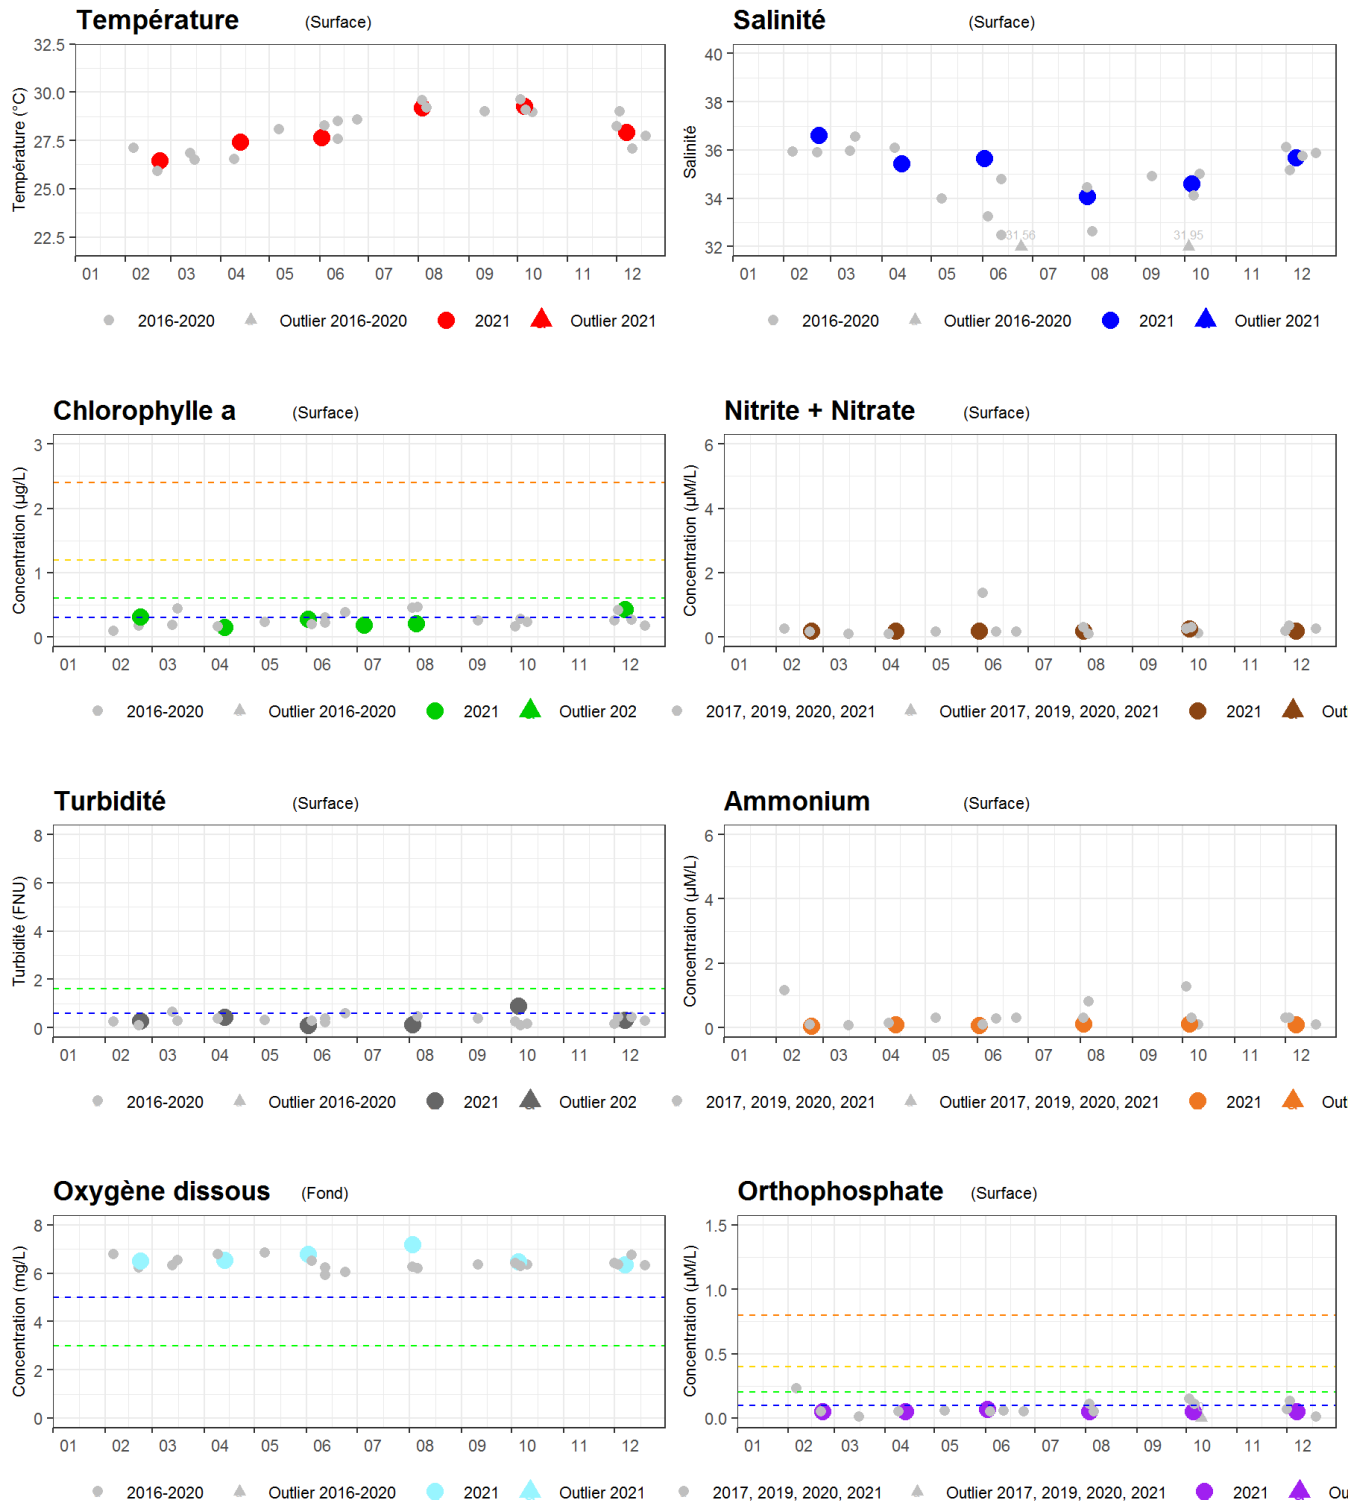 Température (Surface)
Salinité (Surface)
Température (°C)
32.5
30.0
27.5
25.0
22.5
01 02 03 04 05 06 07 08 09 10 11 12
2016-2020 Outlier 2016-2020 2021 Outlier 2021
Salinité
40
38
36
34
32
31.56 31.95
01 02 03 04 05 06 07 08 09 10 11 12
2016-2020 Outlier 2016-2020 2021 Outlier 2021
Chlorophylle a (Surface)
Nitrite + Nitrate (Surface)
Concentration (µg/L)
3
2
1
0
01 02 03 04 05 06 07 08 09 10 11 12
2016-2020 Outlier 2016-2020 2021 Outlier 202
Concentration (µM/L)
6
4
2
0
01 02 03 04 05 06 07 08 09 10 11 12
2017, 2019, 2020, 2021 Outlier 2017, 2019, 2020, 2021 2021 Out
Turbidité (Surface)
Ammonium (Surface)
Turbidité (FNU)
8
6
4
2
0
01 02 03 04 05 06 07 08 09 10 11 12
2016-2020 Outlier 2016-2020 2021 Outlier 202
Concentration (µM/L)
6
4
2
0
01 02 03 04 05 06 07 08 09 10 11 12
2017, 2019, 2020, 2021 Outlier 2017, 2019, 2020, 2021 2021 Out
Oxygène dissous (Fond)
Orthophosphate (Surface)
Concentration (mg/L)
8
6
4
2
0
01 02 03 04 05 06 07 08 09 10 11 12
2016-2020 Outlier 2016-2020 2021 Outlier 2021
Concentration (µM/L)
1.5
1.0
0.5
0.0
01 02 03 04 05 06 07 08 09 10 11 12
2017, 2019, 2020, 2021 Outlier 2017, 2019, 2020, 2021 2021 Ou